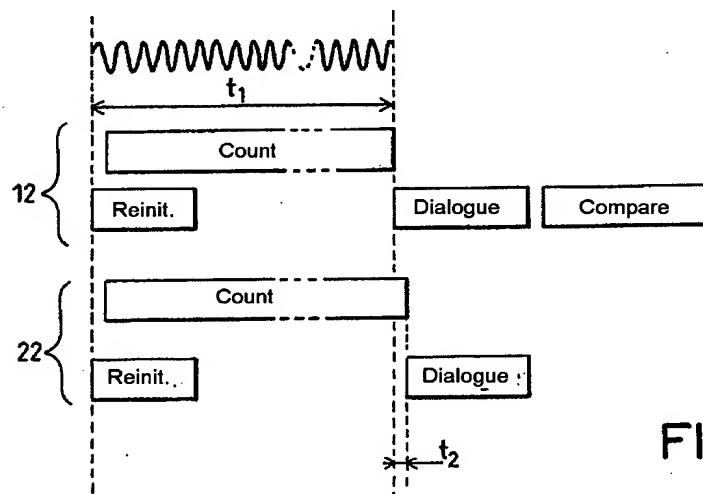 t1
Count
12
Reinit. Dialogue Compare
Count
22
Reinit. Dialogue
FI
t2